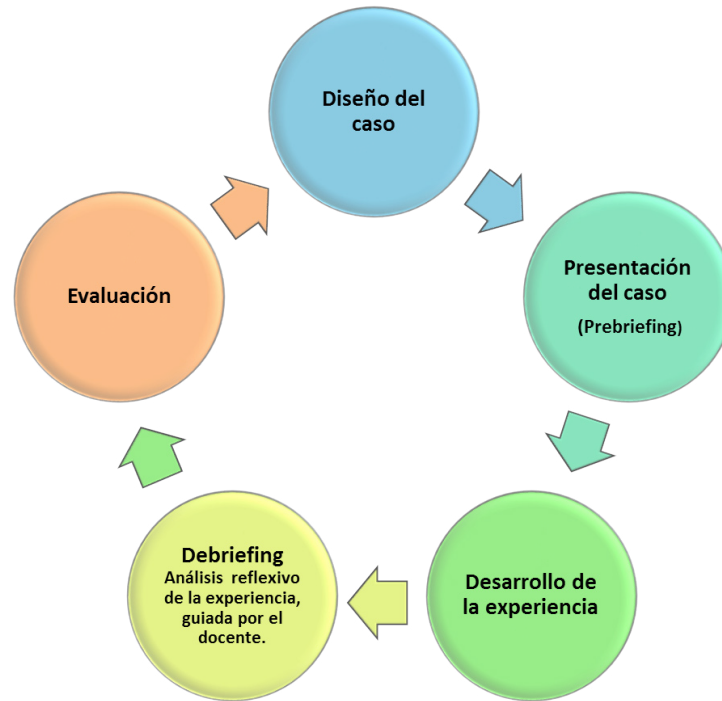 Diseño del
caso
Presentación
del caso
(Prebriefing)
Desarrollo de
la experiencia
Debriefing
Análisis reflexivo
de la experiencia,
guiada por el
docente.
Evaluación